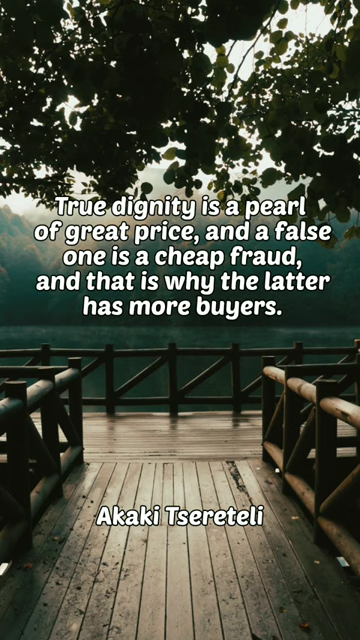 True dignity is a pearl
of great price, and a false
one is a cheap fraud,
and that is why the latter
has more buyers.
Akaki Tsereteli